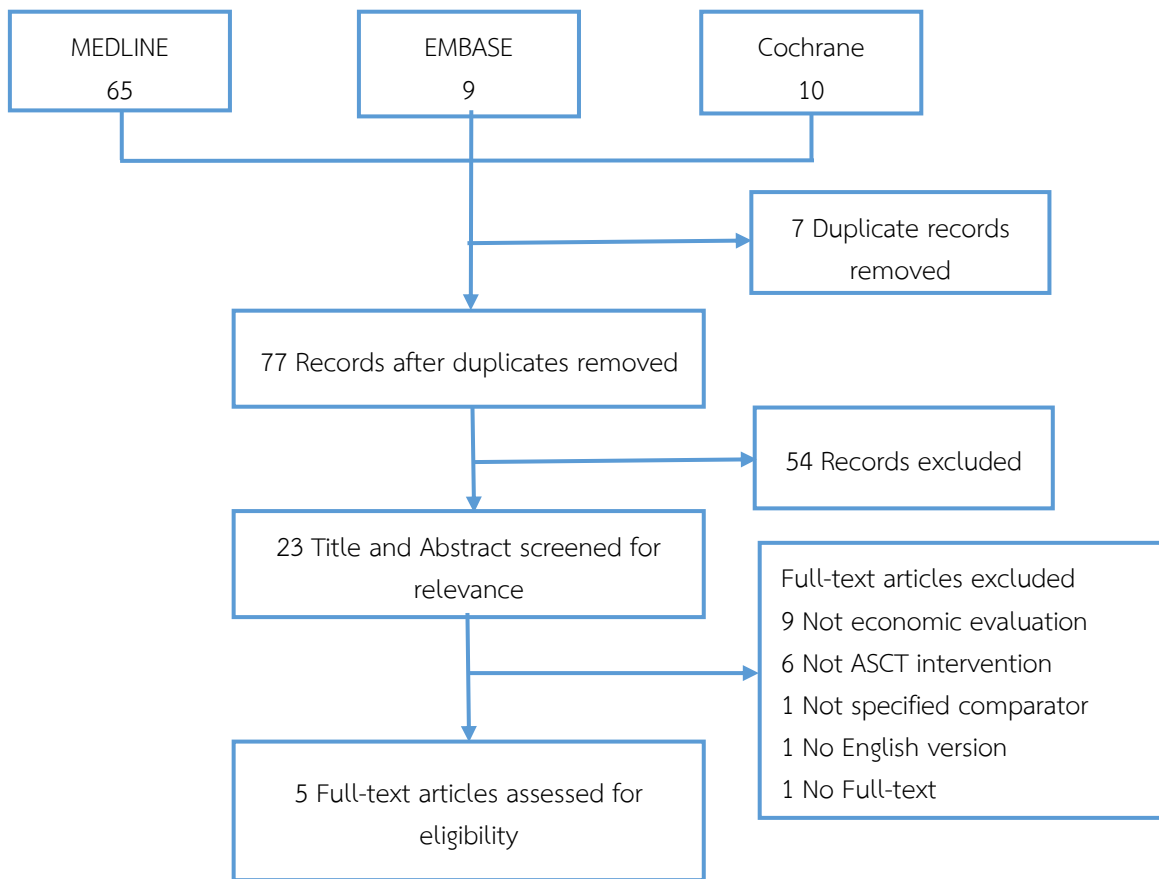 MEDLINE
65
EMBASE
9
Cochrane
10
7 Duplicate records
removed
77 Records after duplicates removed
54 Records excluded
23 Title and Abstract screened for
relevance
Full-text articles excluded
9 Not economic evaluation
6 Not ASCT intervention
1 Not specified comparator
1 No English version
1 No Full-text
5 Full-text articles assessed for
eligibility